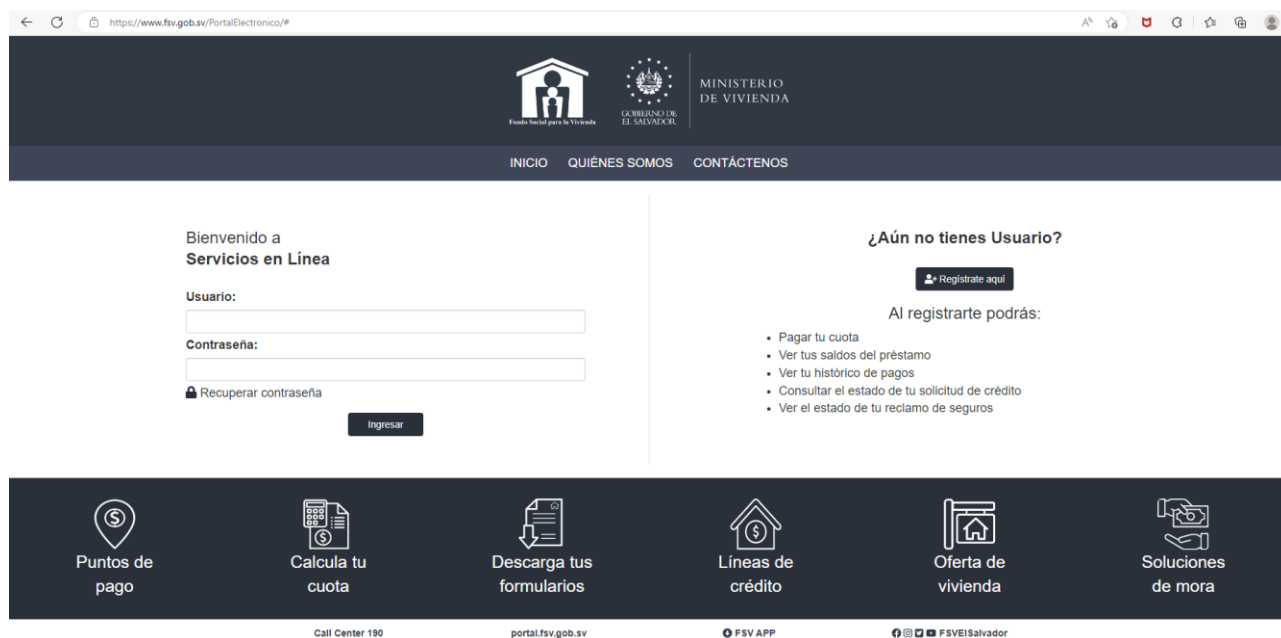 https://www.fsv.gob.sv/PortalElectronico/#
Fondo Social para la Vivienda
GOBIERNO DE
EL SALVADOR
MINISTERIO
DE VIVIENDA
INICIO QUIÉNES SOMOS CONTÁCTENOS
Bienvenido a
Servicios en Línea
Usuario:
Contraseña:
Recuperar contraseña
Ingresar
¿Aún no tienes Usuario?
Regístrate aquí
Al registrarte podrás:
• Pagar tu cuota
• Ver tus saldos del préstamo
• Ver tu histórico de pagos
• Consultar el estado de tu solicitud de crédito
• Ver el estado de tu reclamo de seguros
Puntos de
pago
Calcula tu
cuota
Descarga tus
formularios
Líneas de
crédito
Oferta de
vivienda
Soluciones
de mora
Call Center 190
portal.fsv.gob.sv
FSV APP
FSVElSalvador